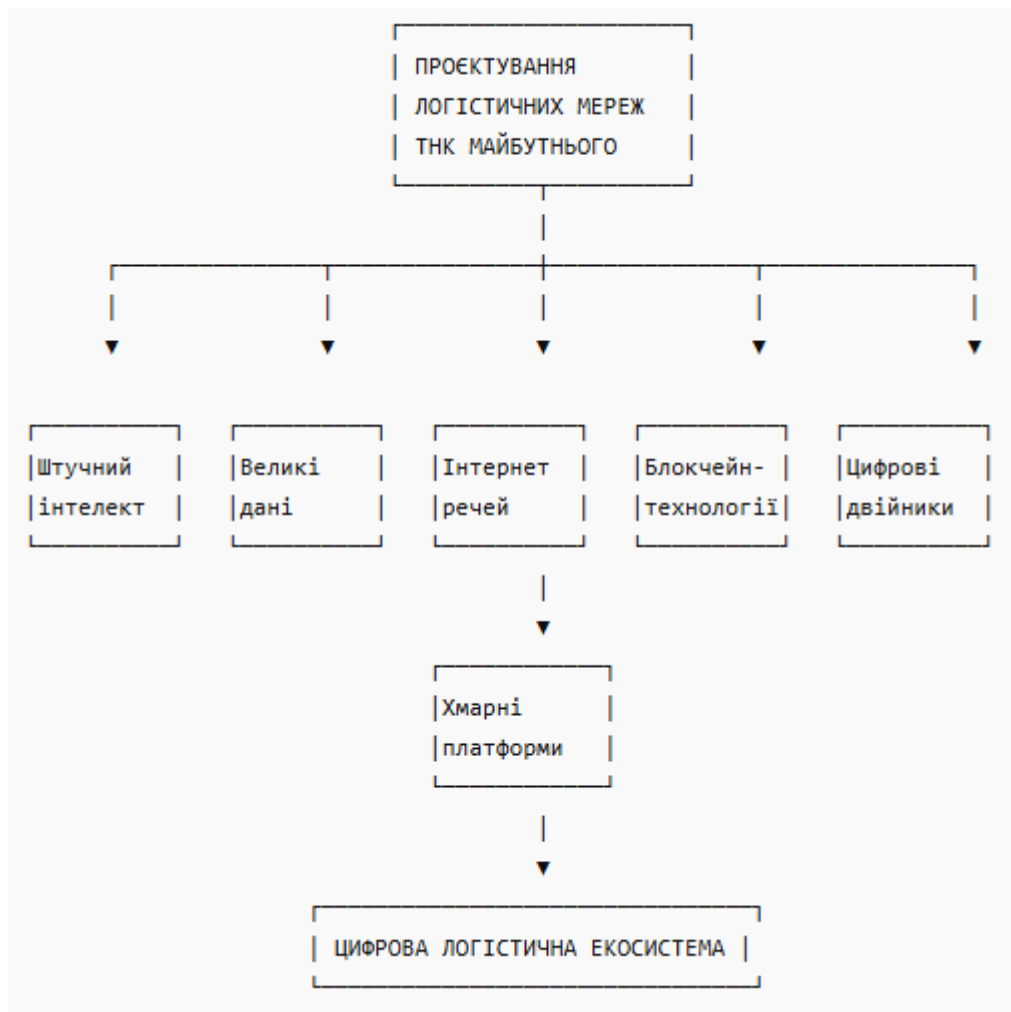 ПРОЄКТУВАННЯ
ЛОГІСТИЧНИХ МЕРЕЖ
ТНК МАЙБУТНЬОГО
Штучний
інтелект
Великі
дані
Інтернет
речей
Блокчейн-
технології
Цифрові
двійники
Хмарні
платформи
ЦИФРОВА ЛОГІСТИЧНА ЕКОСИСТЕМА